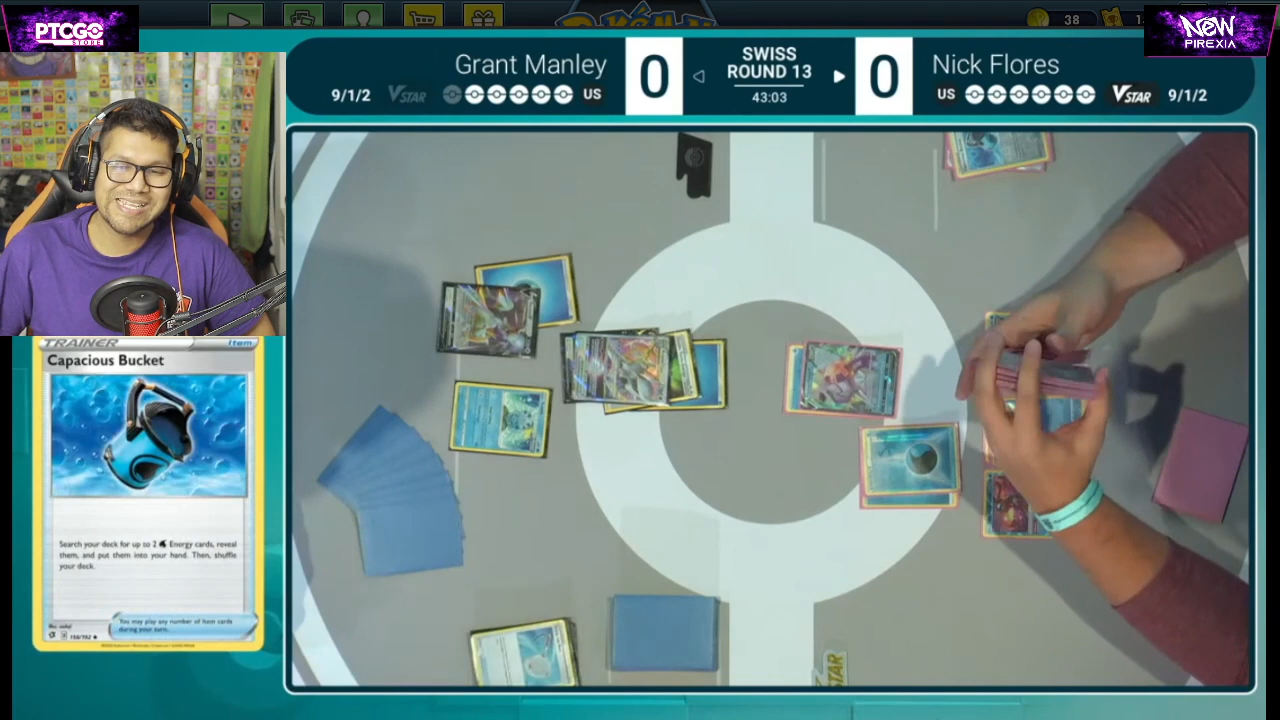 PTCGO
STORE
38
NEW
PIREXIA
Grant Manley
0
SWISS
ROUND 13
43:03
0
Nick Flores
9/1/2
VSTAR
US
US
VSTAR
9/1/2
TRAINER
Item
Capacious Bucket
Search your deck for up to 2 Energy cards, reveal
them, and put them into your hand. Then, shuffle
your deck.
You may play any number of Item cards
during your turn.